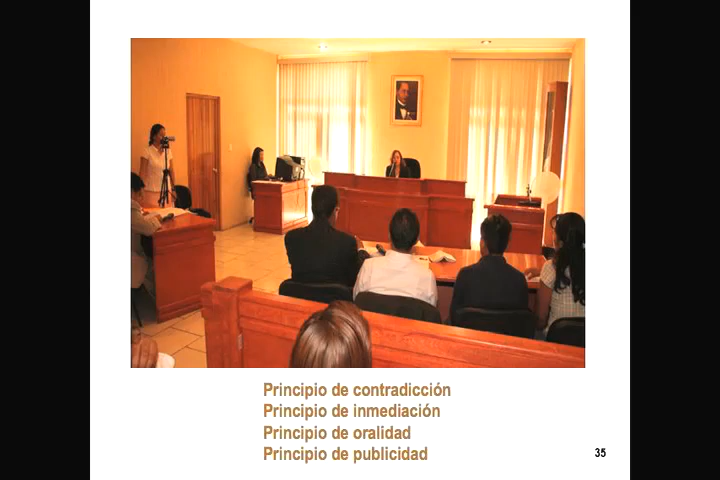 Principio de contradicción
Principio de inmediación
Principio de oralidad
Principio de publicidad
35